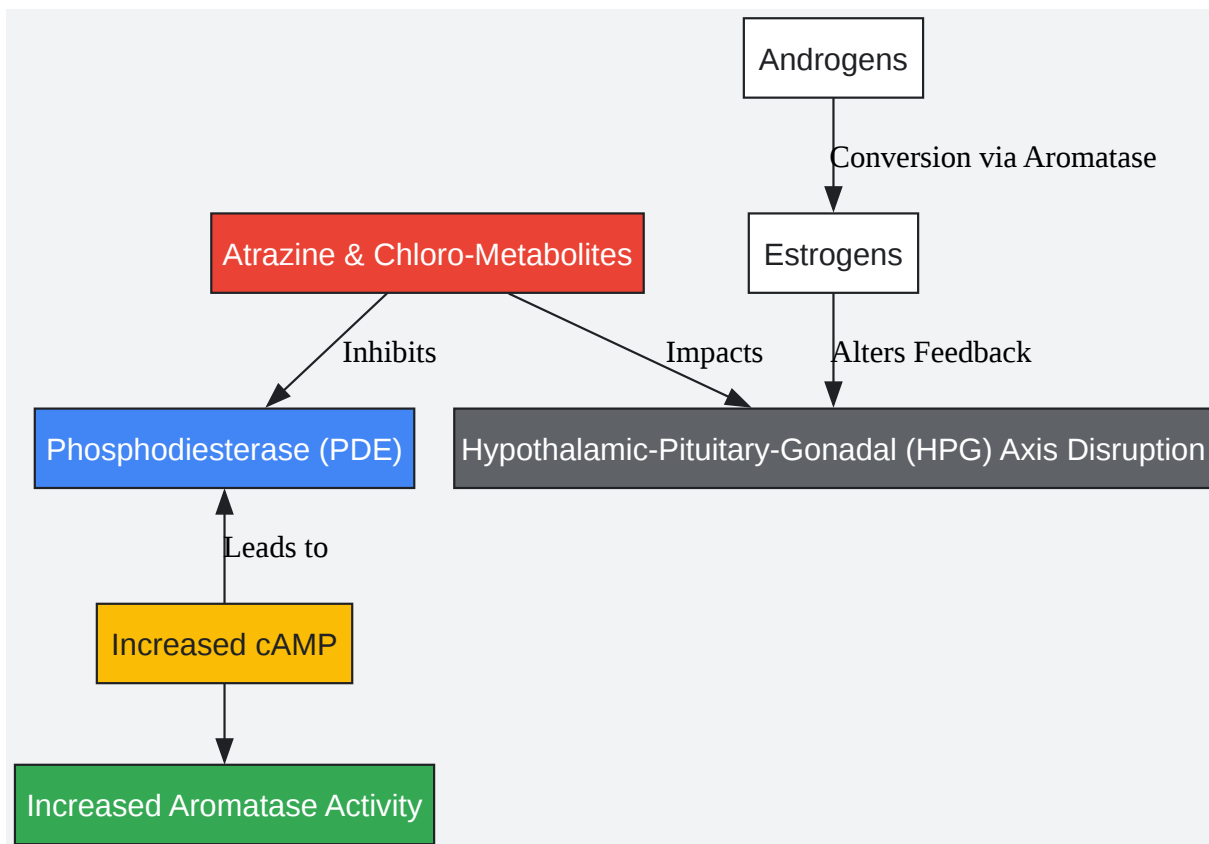 Androgens
Conversion via Aromatase
Atrazine & Chloro-Metabolites
Estrogens
Inhibits
Impacts
Alters Feedback
Phosphodiesterase (PDE)
Hypothalamic-Pituitary-Gonadal (HPG) Axis Disruption
Leads to
Increased cAMP
Increased Aromatase Activity